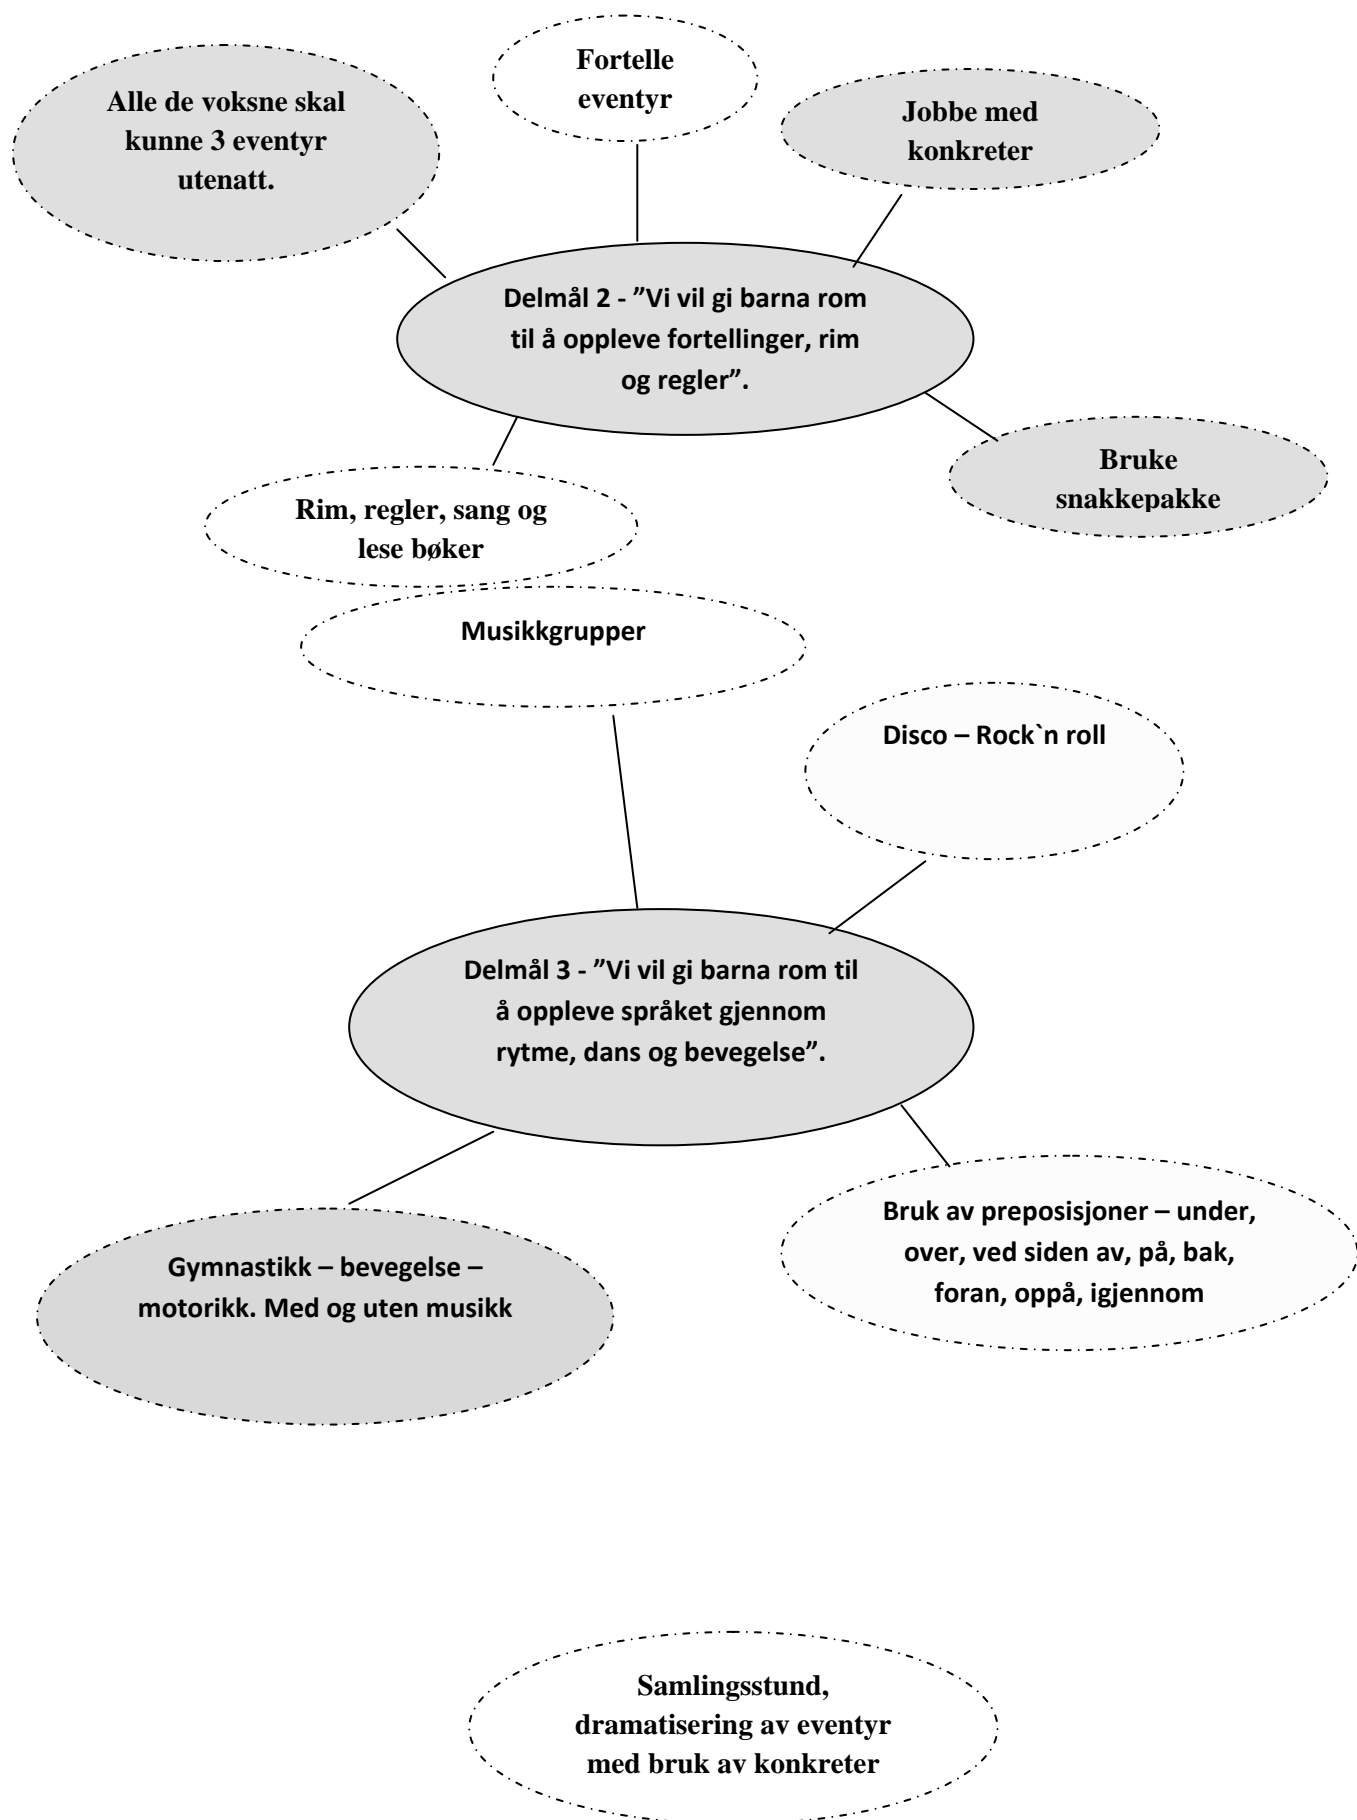 Fortelle
eventyr
Alle de voksne skal
kunne 3 eventyr
utenatt.
Jobbe med
konkreter
Delmål 2 - ”Vi vil gi barna rom
til å oppleve fortellinger, rim
og regler”.
Bruke
snakkepakke
Rim, regler, sang og
lese bøker
Musikkgrupper
Disco – Rock`n roll
Delmål 3 - ”Vi vil gi barna rom til
å oppleve språket gjennom
rytme, dans og bevegelse”.
Bruk av preposisjoner – under,
over, ved siden av, på, bak,
foran, oppå, igjennom
Gymnastikk – bevegelse –
motorikk. Med og uten musikk
Samlingsstund,
dramatisering av eventyr
med bruk av konkreter